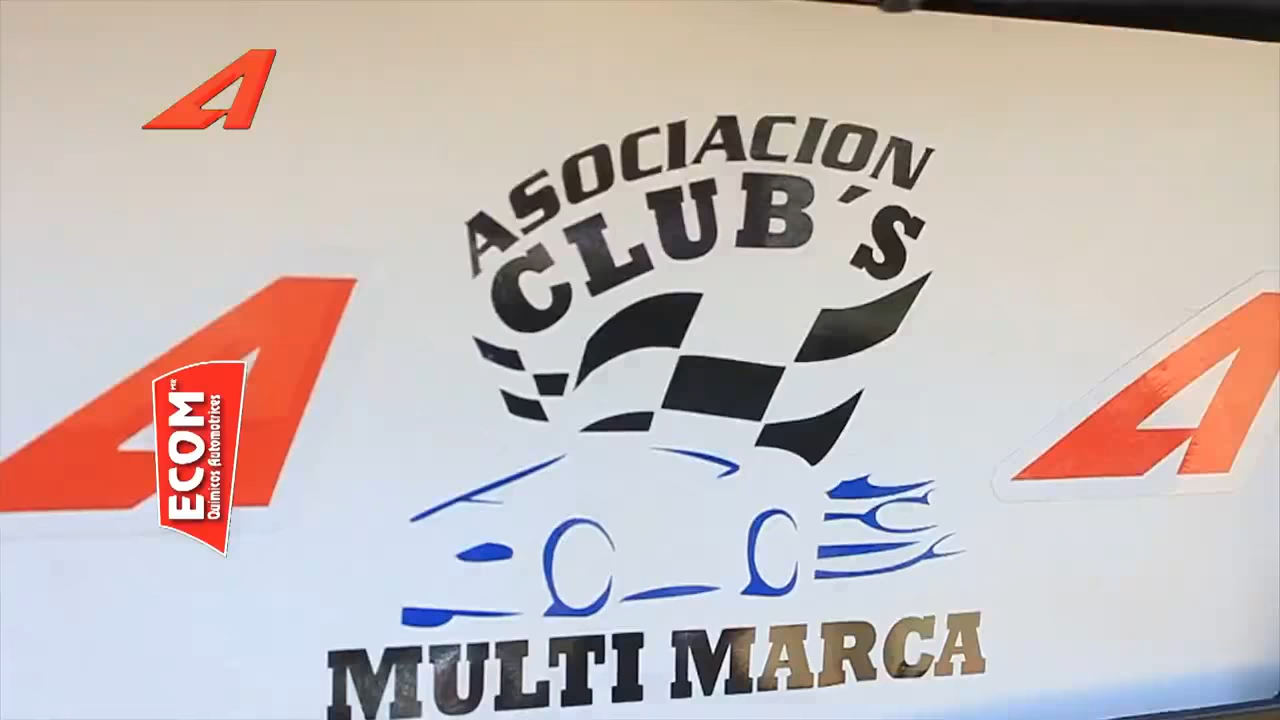 A
ASOCIACION
CLUB´S
A
A
ECOM
Químicos Automotrices
MULTI MARCA